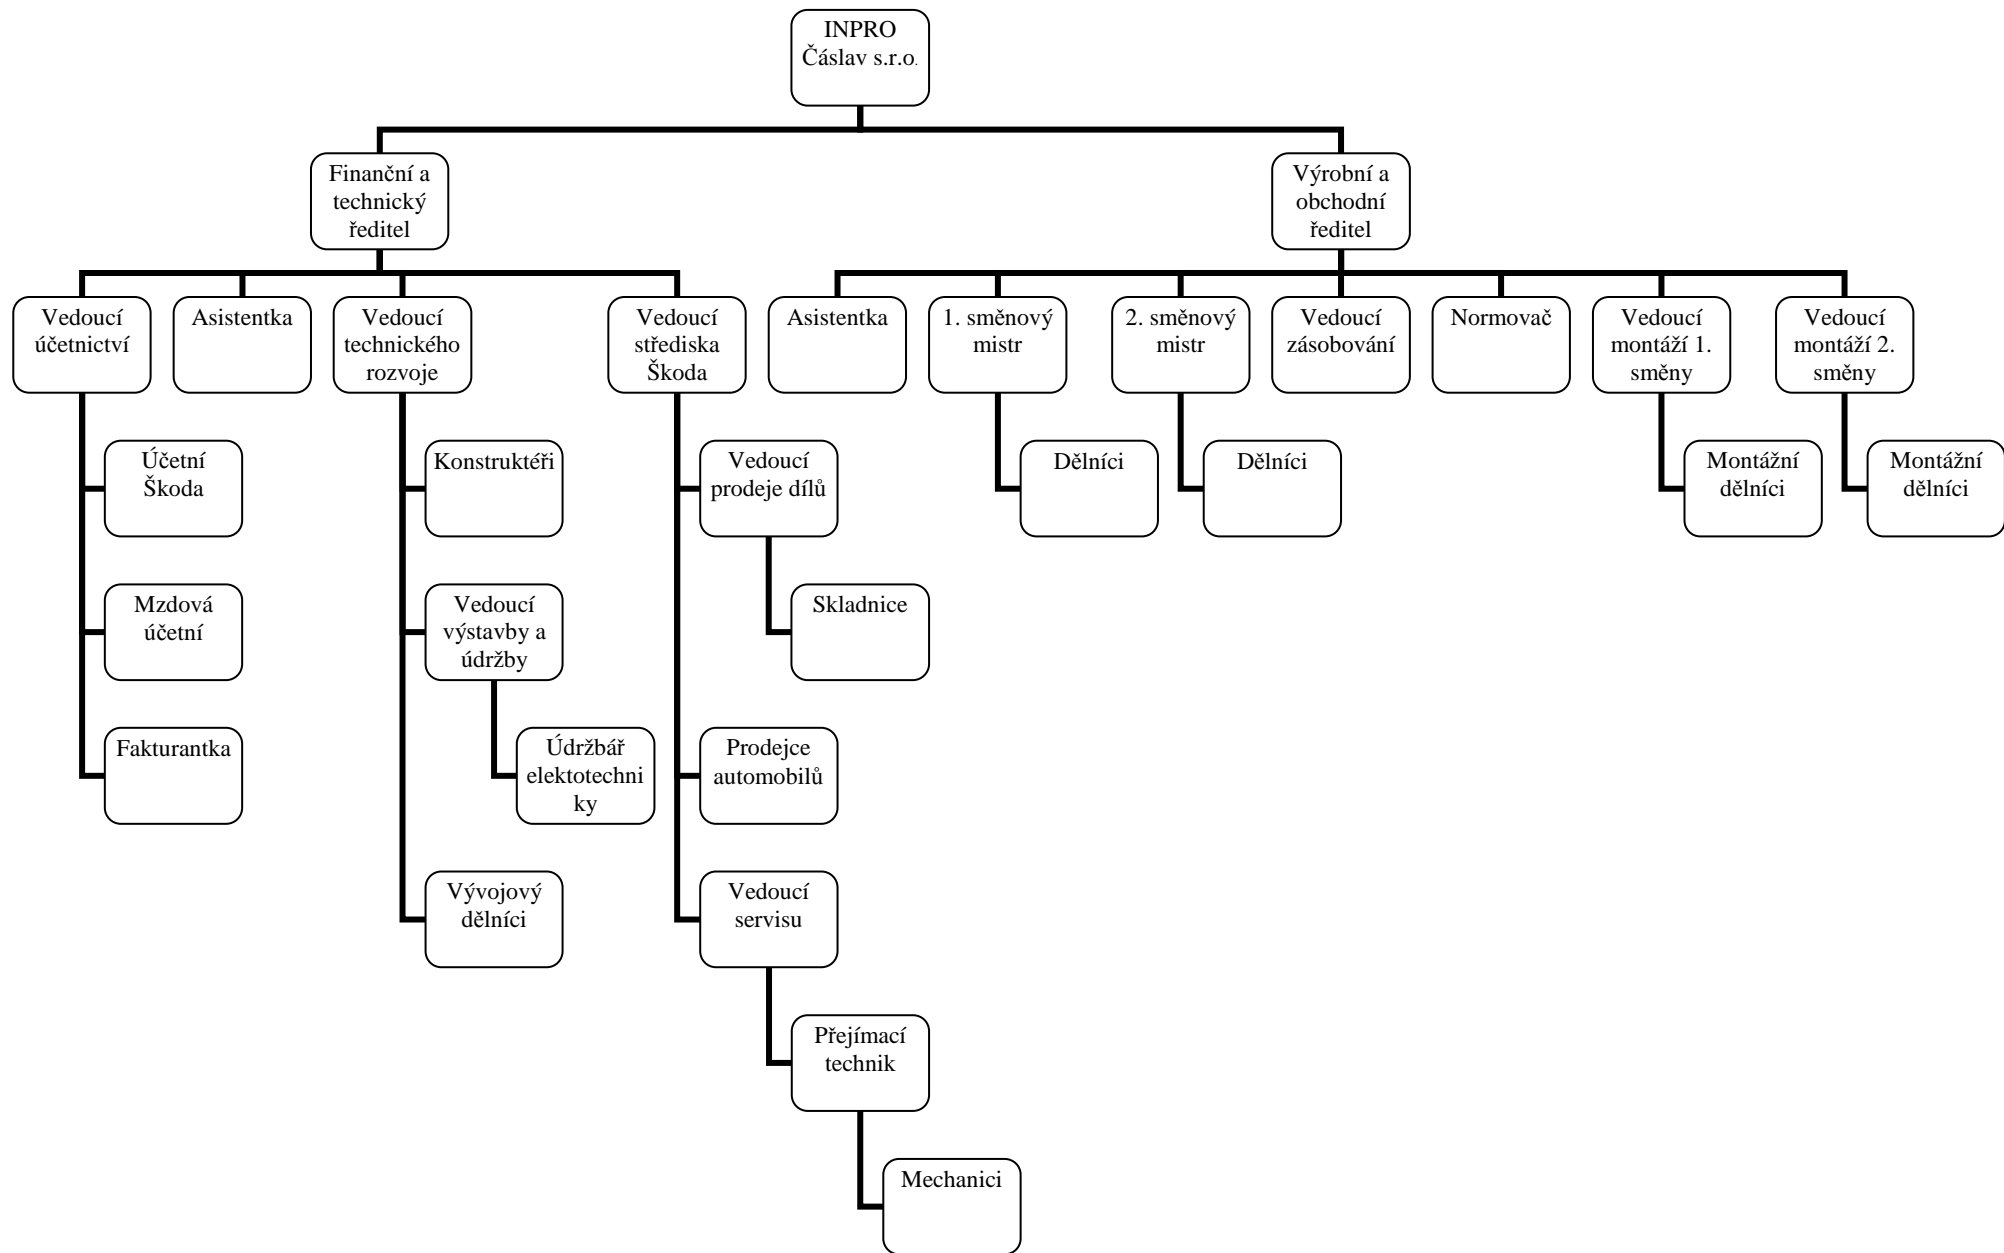 INPRO
Čáslav s.r.o.
Finanční a
technický
ředitel
Výrobní a
obchodní
ředitel
Vedoucí
účetnictví
Asistentka
Vedoucí
technického
rozvoje
Vedoucí
střediska
Škoda
Asistentka
1. směnový
mistr
2. směnový
mistr
Vedoucí
zásobování
Normovač
Vedoucí
montáží 1.
směny
Vedoucí
montáží 2.
směny
Účetní
Škoda
Konstruktéři
Vedoucí
prodeje dílů
Dělníci
Dělníci
Montážní
dělníci
Montážní
dělníci
Mzdová
účetní
Vedoucí
výstavby a
údržby
Skladnice
Fakturantka
Údržbář
elektotechni
ky
Prodejce
automobilů
Vývojový
dělníci
Vedoucí
servisu
Přejímací
technik
Mechanici